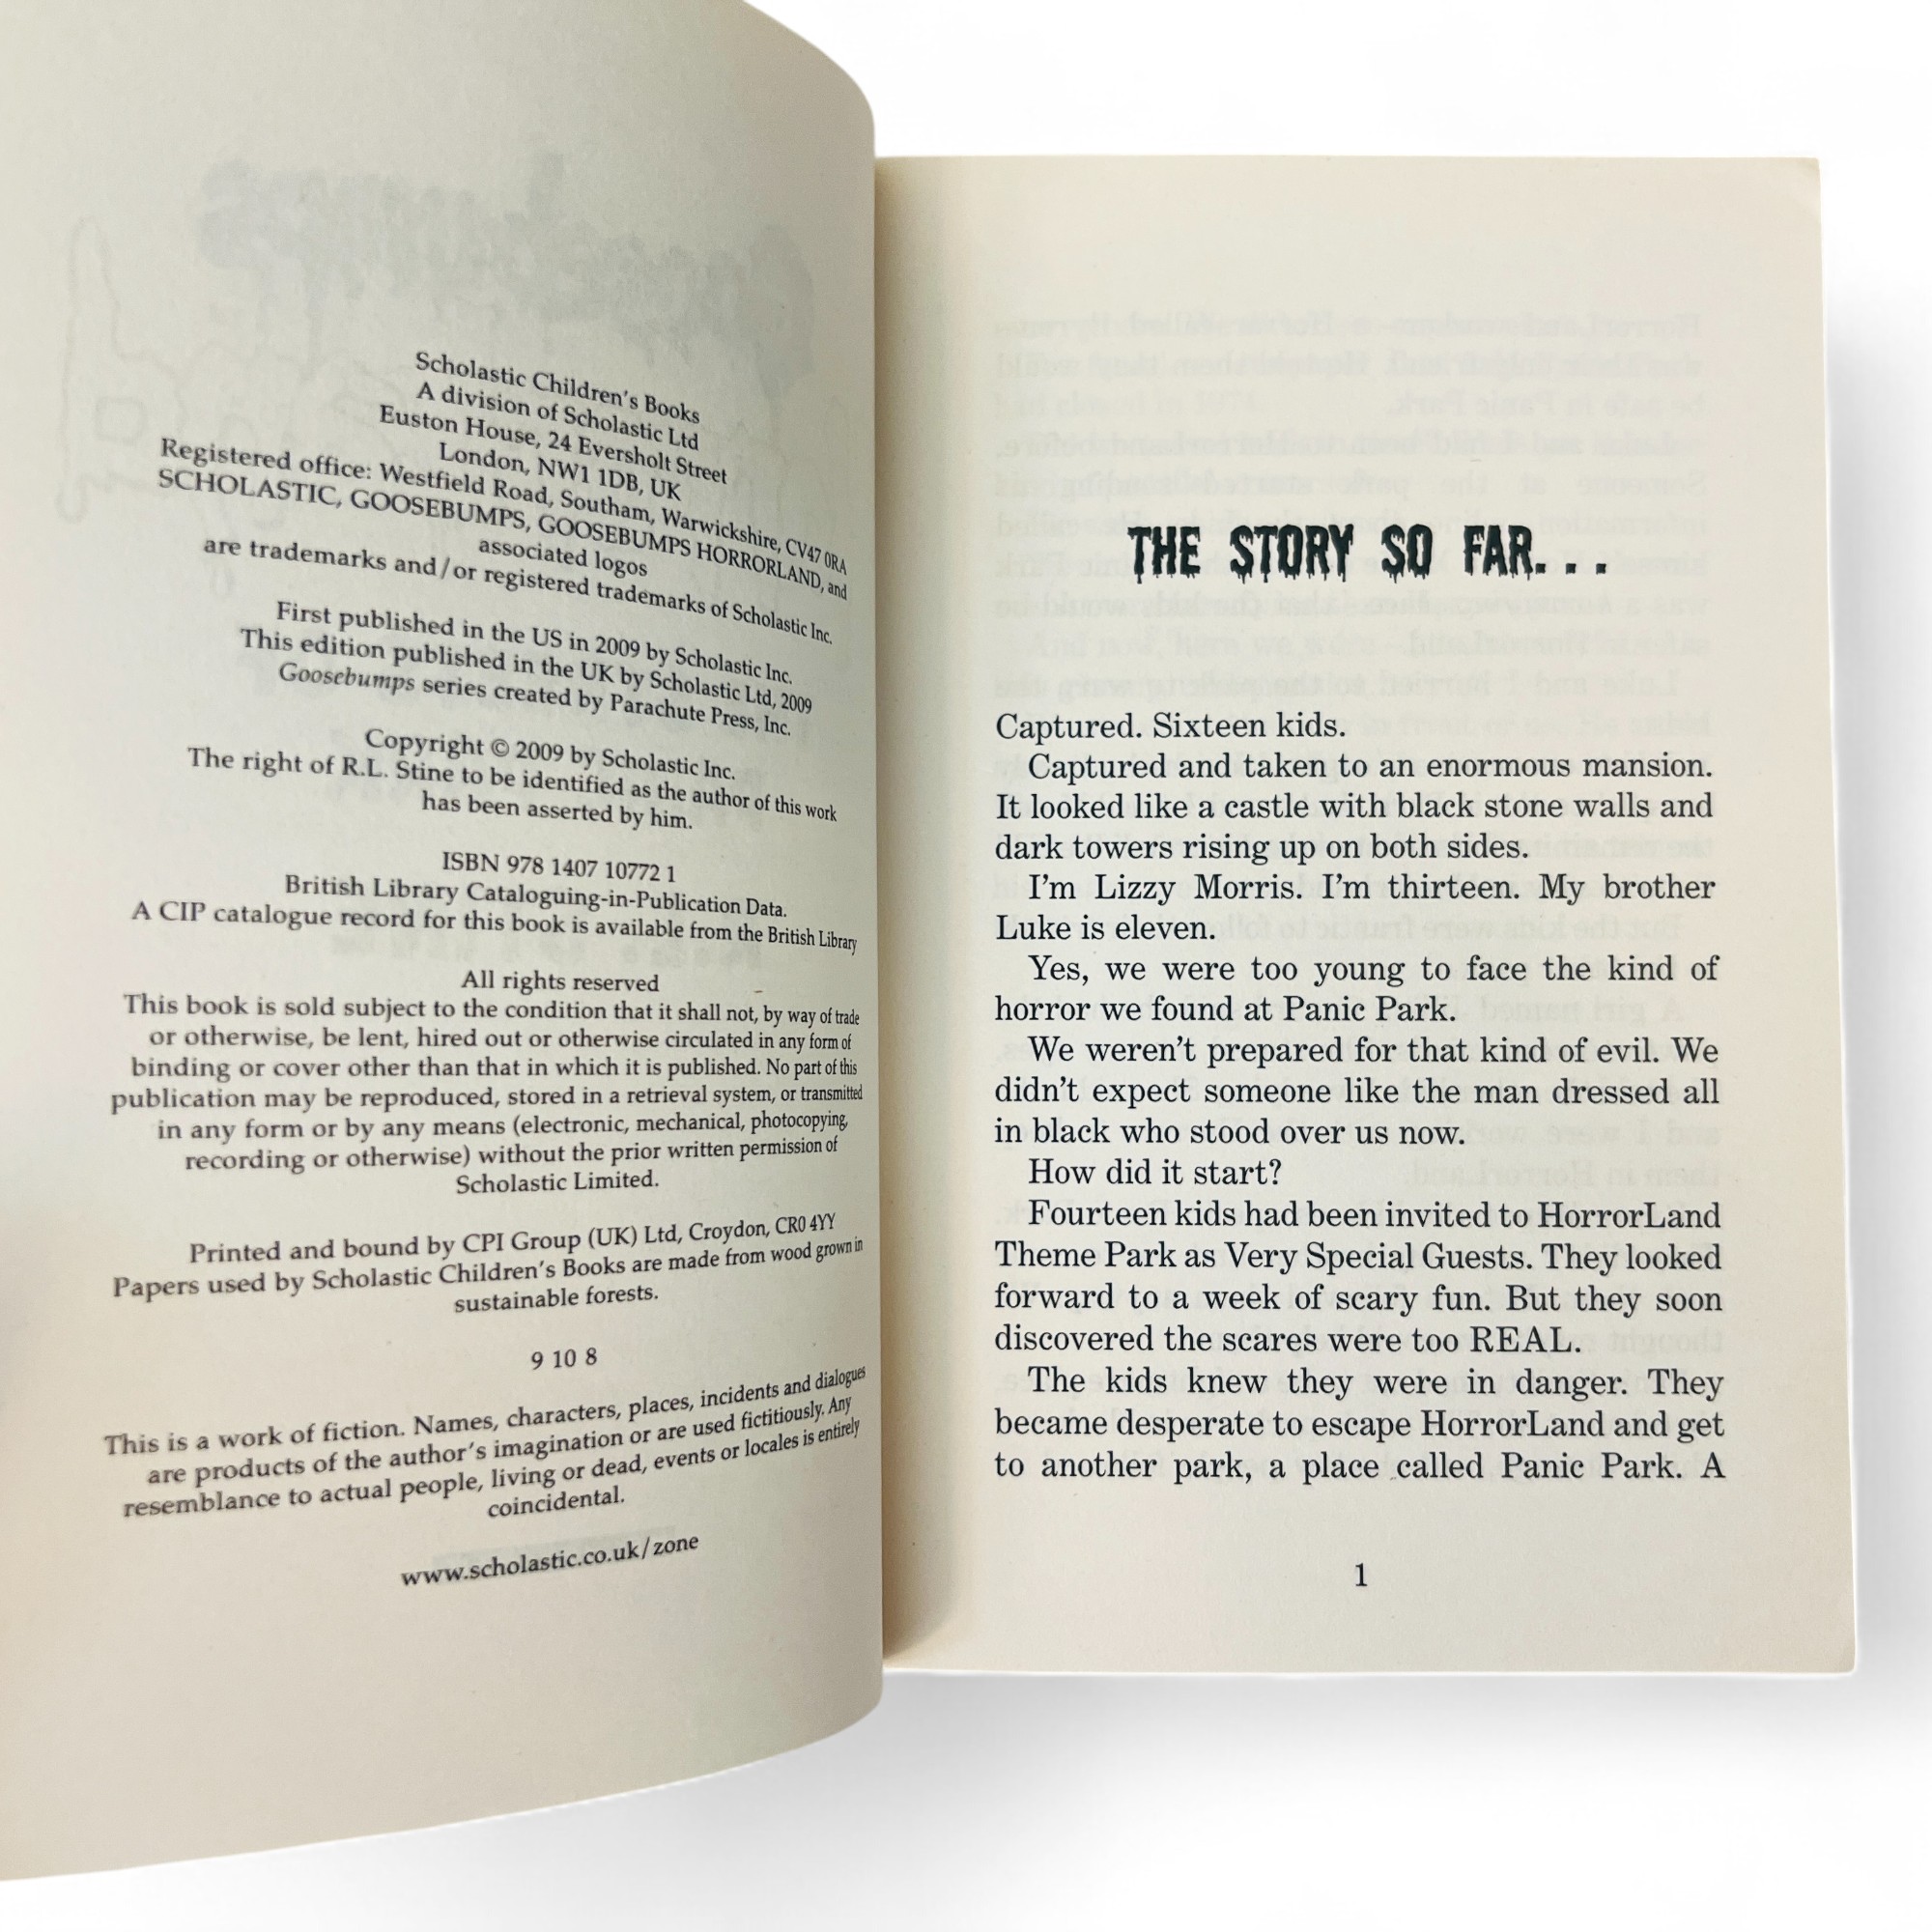 Scholastic Children's Books
A division of Scholastic Ltd
Euston House, 24 Eversholt Street
London, NW1 1DB, UK
Registered office: Westfield Road, Southam, Warwickshire, CV47 0RA
SCHOLASTIC, GOOSEBUMPS, GOOSEBUMPS HORRORLAND, and
associated logos
are trademarks and/or registered trademarks of Scholastic Inc.
First published in the US in 2009 by Scholastic Inc.
This edition published in the UK by Scholastic Ltd, 2009
Goosebumps series created by Parachute Press, Inc.
Copyright © 2009 by Scholastic Inc.
The right of R.L. Stine to be identified as the author of this work
has been asserted by him.
ISBN 978 1407 10772 1
British Library Cataloguing-in-Publication Data.
A CIP catalogue record for this book is available from the British Library
All rights reserved
This book is sold subject to the condition that it shall not, by way of trade
or otherwise, be lent, hired out or otherwise circulated in any form of
binding or cover other than that in which it is published. No part of this
publication may be reproduced, stored in a retrieval system, or transmitted
in any form or by any means (electronic, mechanical, photocopying,
recording or otherwise) without the prior written permission of
Scholastic Limited.
Printed and bound by CPI Group (UK) Ltd, Croydon, CR0 4YY
Papers used by Scholastic Children's Books are made from wood grown in
sustainable forests.
9 10 8
This is a work of fiction. Names, characters, places, incidents and dialogues
are products of the author's imagination or are used fictitiously. Any
resemblance to actual people, living or dead, events or locales is entirely
coincidental.
www.scholastic.co.uk/zone
THE STORY SO FAR...
Captured. Sixteen kids.
Captured and taken to an enormous mansion.
It looked like a castle with black stone walls and
dark towers rising up on both sides.
I'm Lizzy Morris. I'm thirteen. My brother
Luke is eleven.
Yes, we were too young to face the kind of
horror we found at Panic Park.
We weren't prepared for that kind of evil. We
didn't expect someone like the man dressed all
in black who stood over us now.
How did it start?
Fourteen kids had been invited to HorrorLand
Theme Park as Very Special Guests. They looked
forward to a week of scary fun. But they soon
discovered the scares were too REAL.
The kids knew they were in danger. They
became desperate to escape HorrorLand and get
to another park, a place called Panic Park. A
1